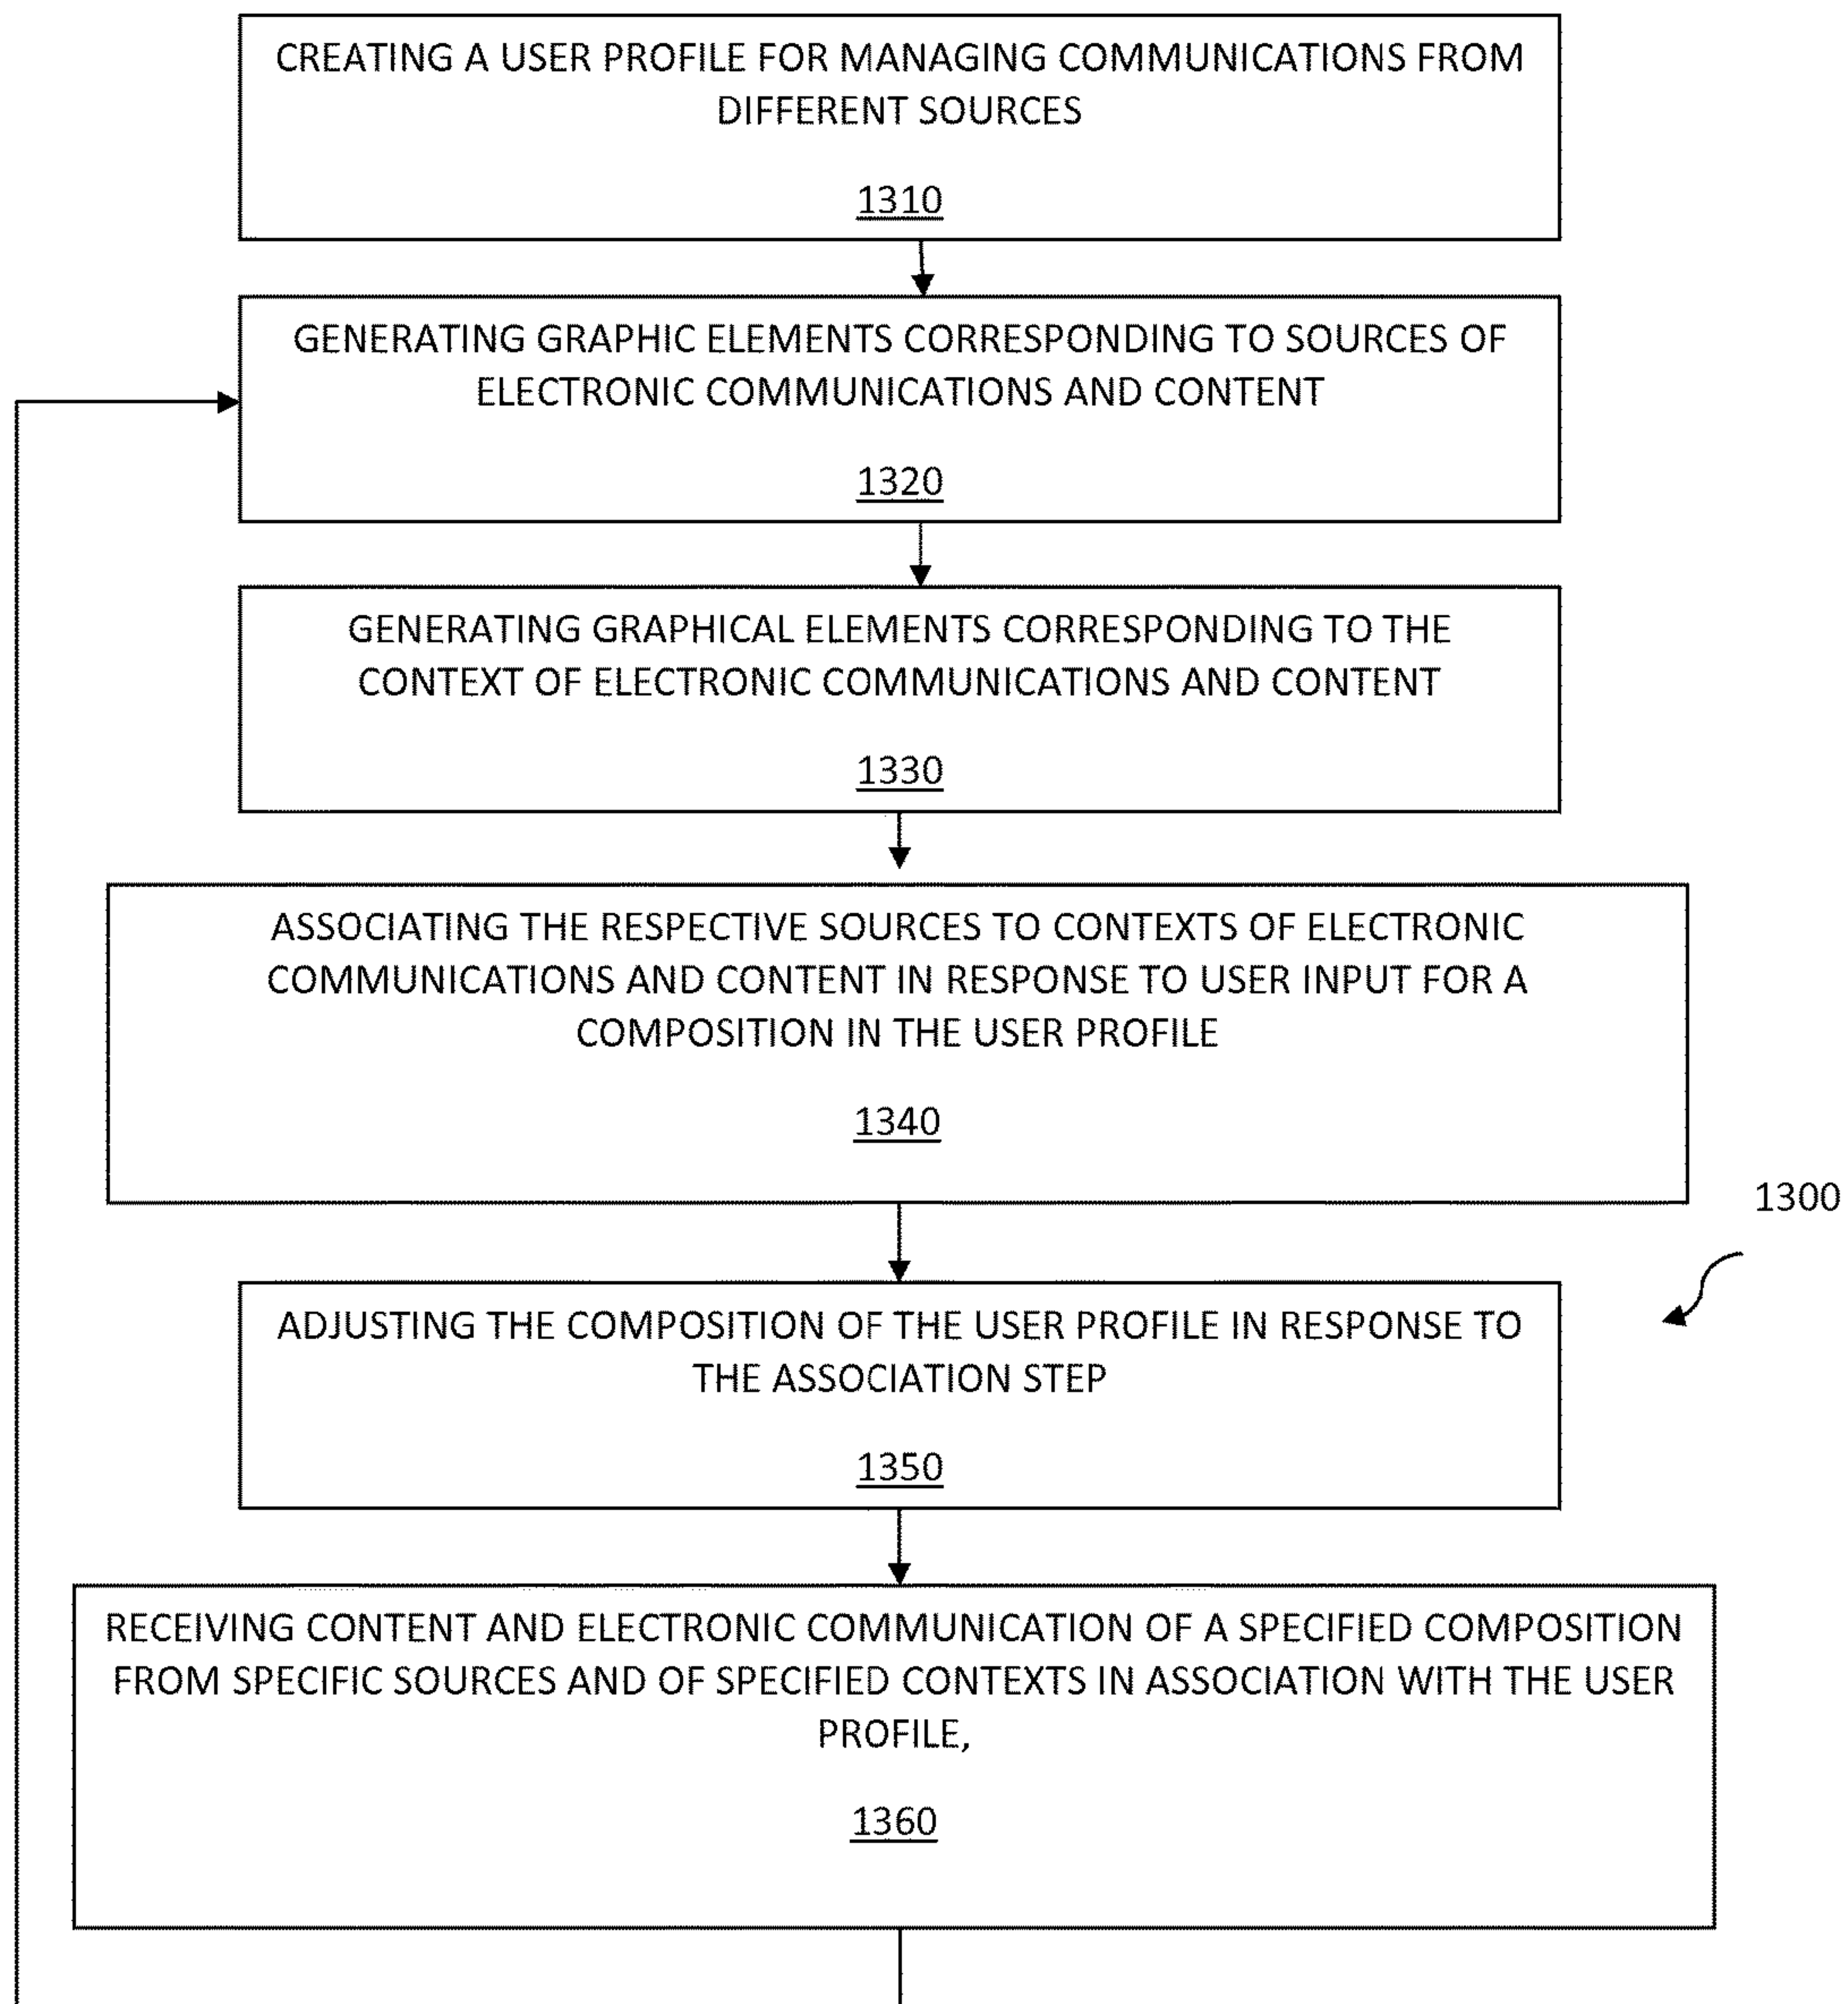 CREATING A USER PROFILE FOR MANAGING COMMUNICATIONS FROM
DIFFERENT SOURCES
1310
GENERATING GRAPHIC ELEMENTS CORRESPONDING TO SOURCES OF
ELECTRONIC COMMUNICATIONS AND CONTENT
1320
GENERATING GRAPHICAL ELEMENTS CORRESPONDING TO THE
CONTEXT OF ELECTRONIC COMMUNICATIONS AND CONTENT
1330
ASSOCIATING THE RESPECTIVE SOURCES TO CONTEXTS OF ELECTRONIC
COMMUNICATIONS AND CONTENT IN RESPONSE TO USER INPUT FOR A
COMPOSITION IN THE USER PROFILE
1340
1300
ADJUSTING THE COMPOSITION OF THE USER PROFILE IN RESPONSE TO
THE ASSOCIATION STEP
1350
RECEIVING CONTENT AND ELECTRONIC COMMUNICATION OF A SPECIFIED COMPOSITION
FROM SPECIFIC SOURCES AND OF SPECIFIED CONTEXTS IN ASSOCIATION WITH THE USER
PROFILE,
1360